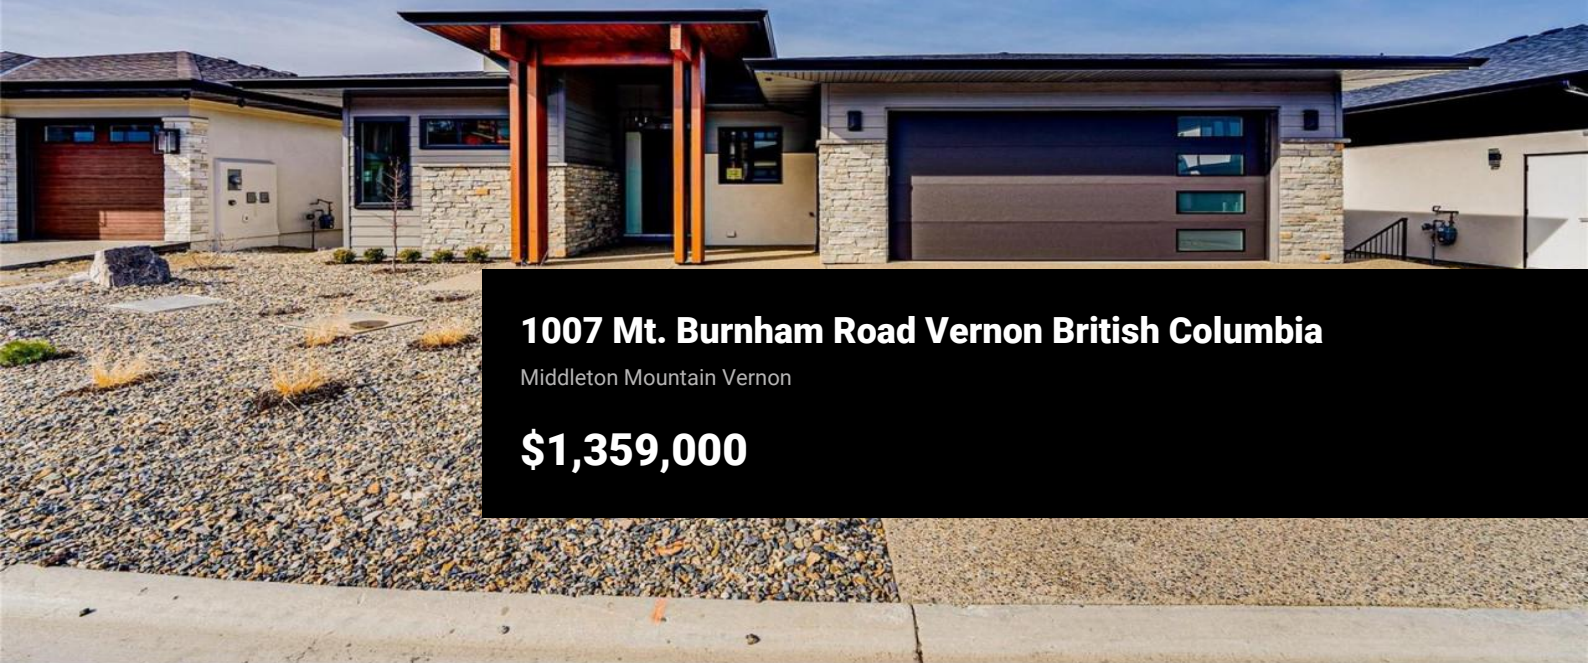 1007 Mt. Burnham Road Vernon British Columbia
Middleton Mountain Vernon
$1,359,000